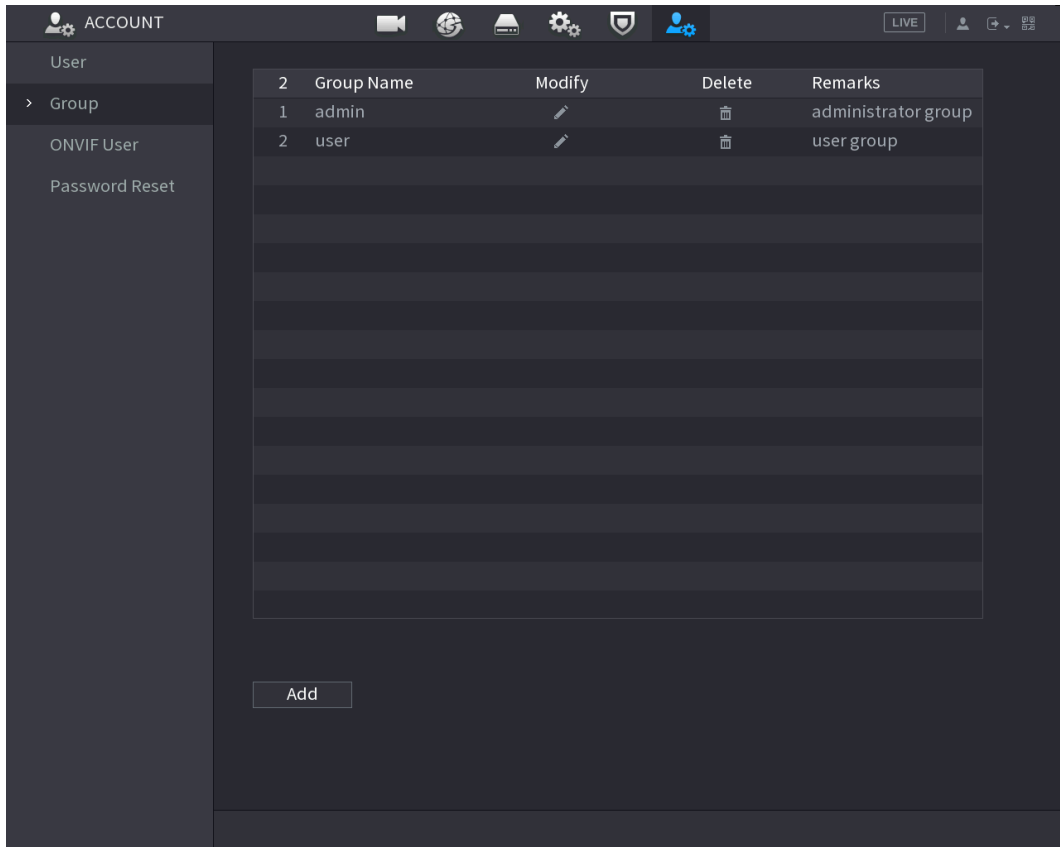 ACCOUNT
LIVE
User
Group
ONVIF User
Password Reset
2 Group Name Modify Delete Remarks
1 admin administrator group
2 user user group
Add